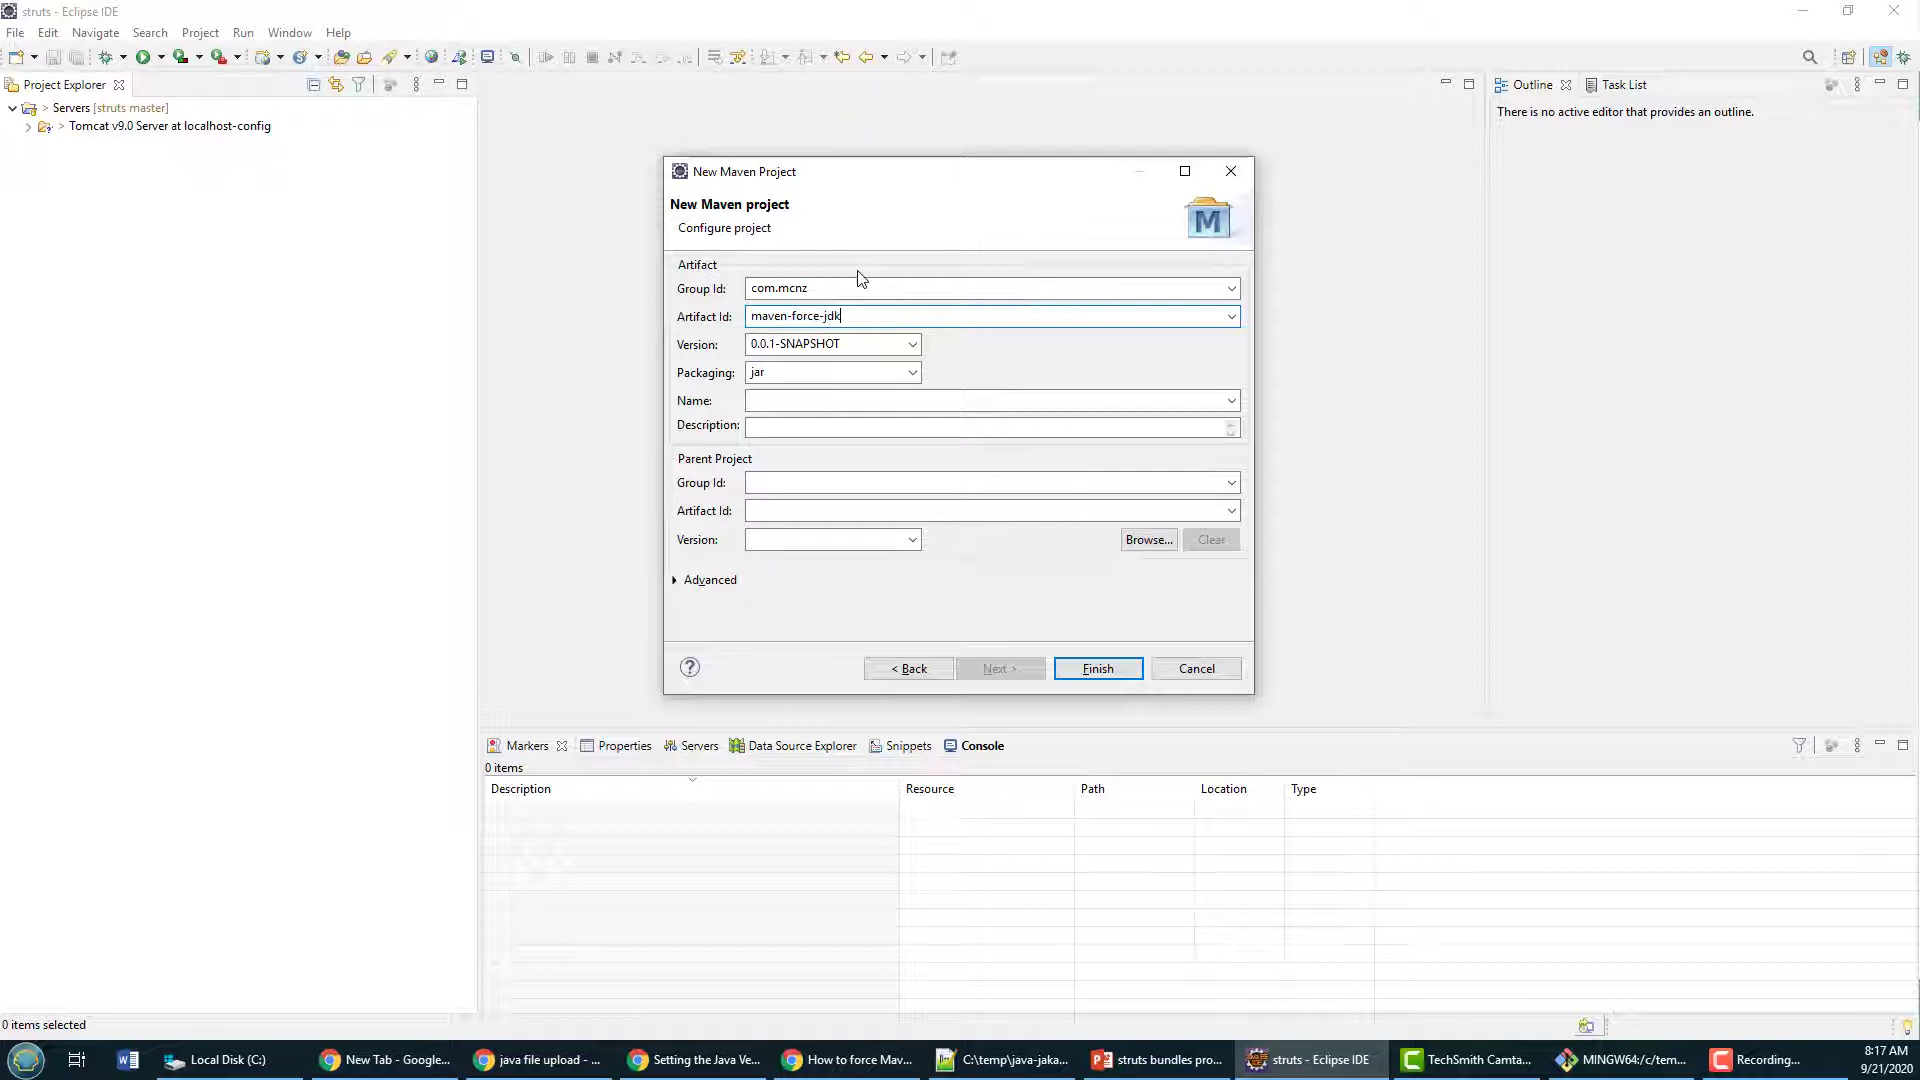 struts - Eclipse IDE
File Edit Navigate Search Project Run Window Help
Project Explorer
Servers [struts master]
Tomcat v9.0 Server at localhost-config
Outline Task List
There is no active editor that provides an outline.
New Maven Project
New Maven project
Configure project
M
Artifact
Group Id: com.mcnz
Artifact Id: maven-force-jdk
Version: 0.0.1-SNAPSHOT
Packaging: jar
Name:
Description:
Parent Project
Group Id:
Artifact Id:
Version: Browse... Clear
Advanced
< Back Next > Finish Cancel
Markers Properties Servers Data Source Explorer Snippets Console
0 items
Description Resource Path Location Type
0 items selected
Local Disk (C:) New Tab - Google... java file upload - ... Setting the Java Ve... How to force Mav... C:\temp\java-jaka... struts bundles pro... struts - Eclipse IDE TechSmith Camta... MINGW64:/c/tem... Recording...
8:17 AM
9/21/2020